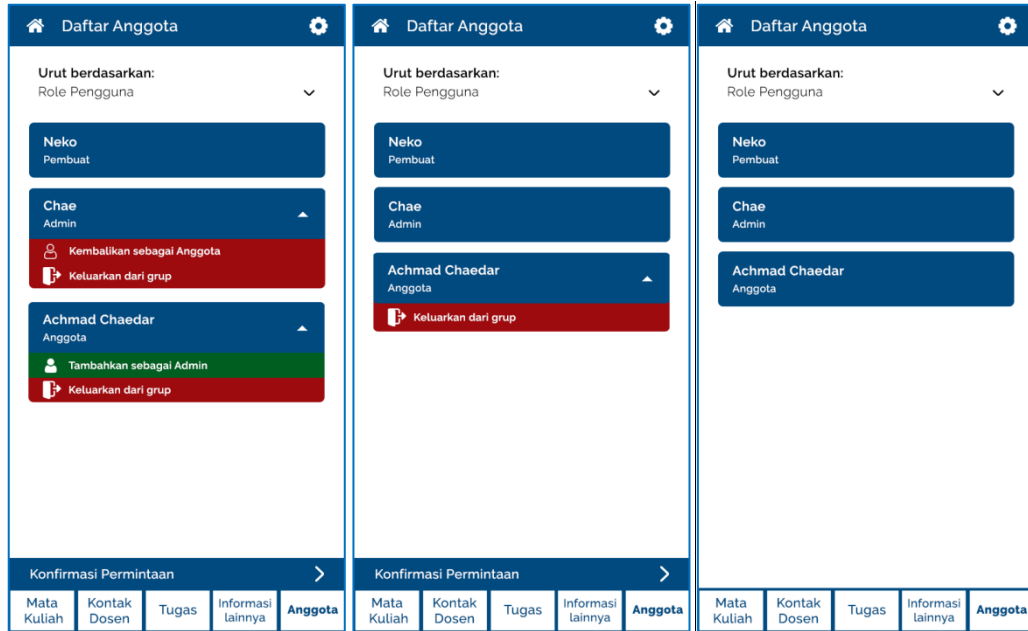 Daftar Anggota
Urut berdasarkan:
Role Pengguna
Neko
Pembuat
Chae
Admin
Kembalikan sebagai Anggota
Keluarkan dari grup
Achmad Chaedar
Anggota
Tambahkan sebagai Admin
Keluarkan dari grup
Konfirmasi Permintaan
Mata
Kuliah
Kontak
Dosen
Tugas
Informasi
lainnya
Anggota
Daftar Anggota
Urut berdasarkan:
Role Pengguna
Neko
Pembuat
Chae
Admin
Achmad Chaedar
Anggota
Keluarkan dari grup
Konfirmasi Permintaan
Mata
Kuliah
Kontak
Dosen
Tugas
Informasi
lainnya
Anggota
Daftar Anggota
Urut berdasarkan:
Role Pengguna
Neko
Pembuat
Chae
Admin
Achmad Chaedar
Anggota
Mata
Kuliah
Kontak
Dosen
Tugas
Informasi
lainnya
Anggota